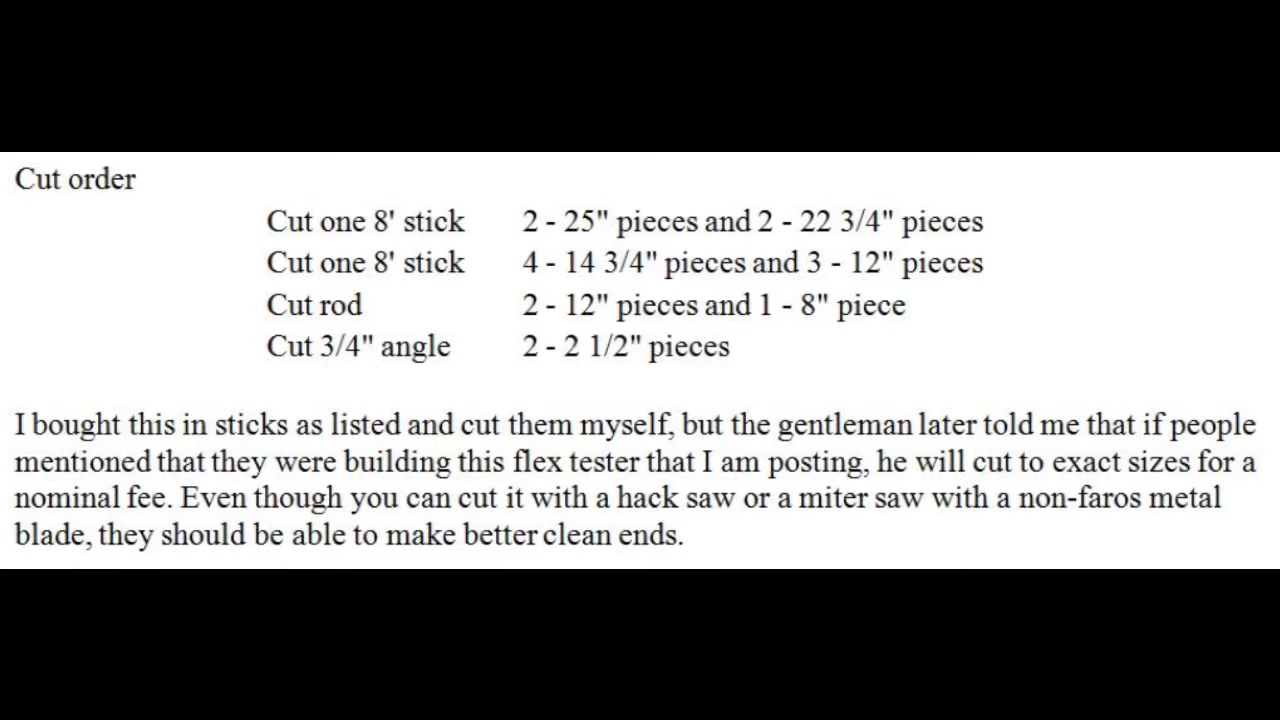 Cut order
Cut one 8' stick 2 - 25" pieces and 2 - 22 3/4" pieces
Cut one 8' stick 4 - 14 3/4" pieces and 3 - 12" pieces
Cut rod 2 - 12" pieces and 1 - 8" piece
Cut 3/4" angle 2 - 2 1/2" pieces
I bought this in sticks as listed and cut them myself, but the gentleman later told me that if people
mentioned that they were building this flex tester that I am posting, he will cut to exact sizes for a
nominal fee. Even though you can cut it with a hack saw or a miter saw with a non-faros metal
blade, they should be able to make better clean ends.